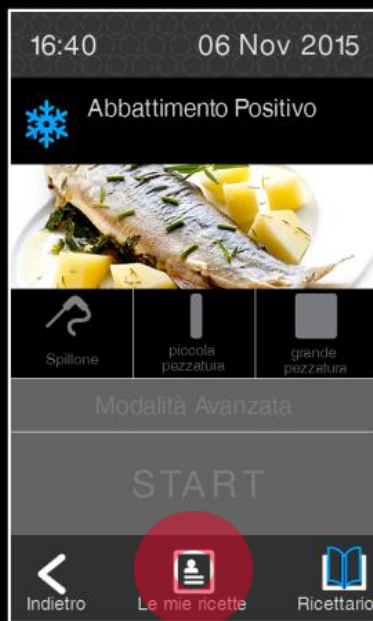 16:40 06 Nov 2015
Abbattimento Positivo
Spillone
piccola
pezzatura
grande
pezzatura
Modalità Avanzata
START
Indietro
Le mie ricette
Ricettario